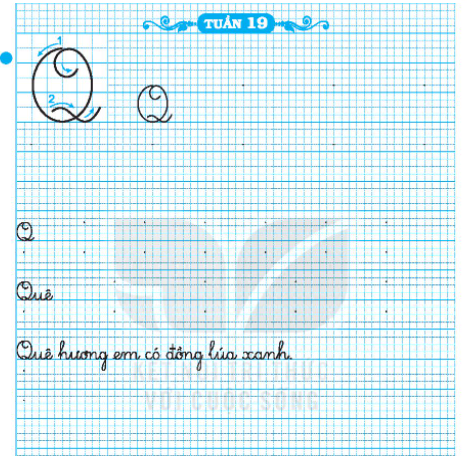 TUẦN 19
1
2
Q Q
Q
Quê
Quê hương em có đồng lúa xanh.
KẾT NỐI TRI THỨC
VỚI CUỘC SỐNG